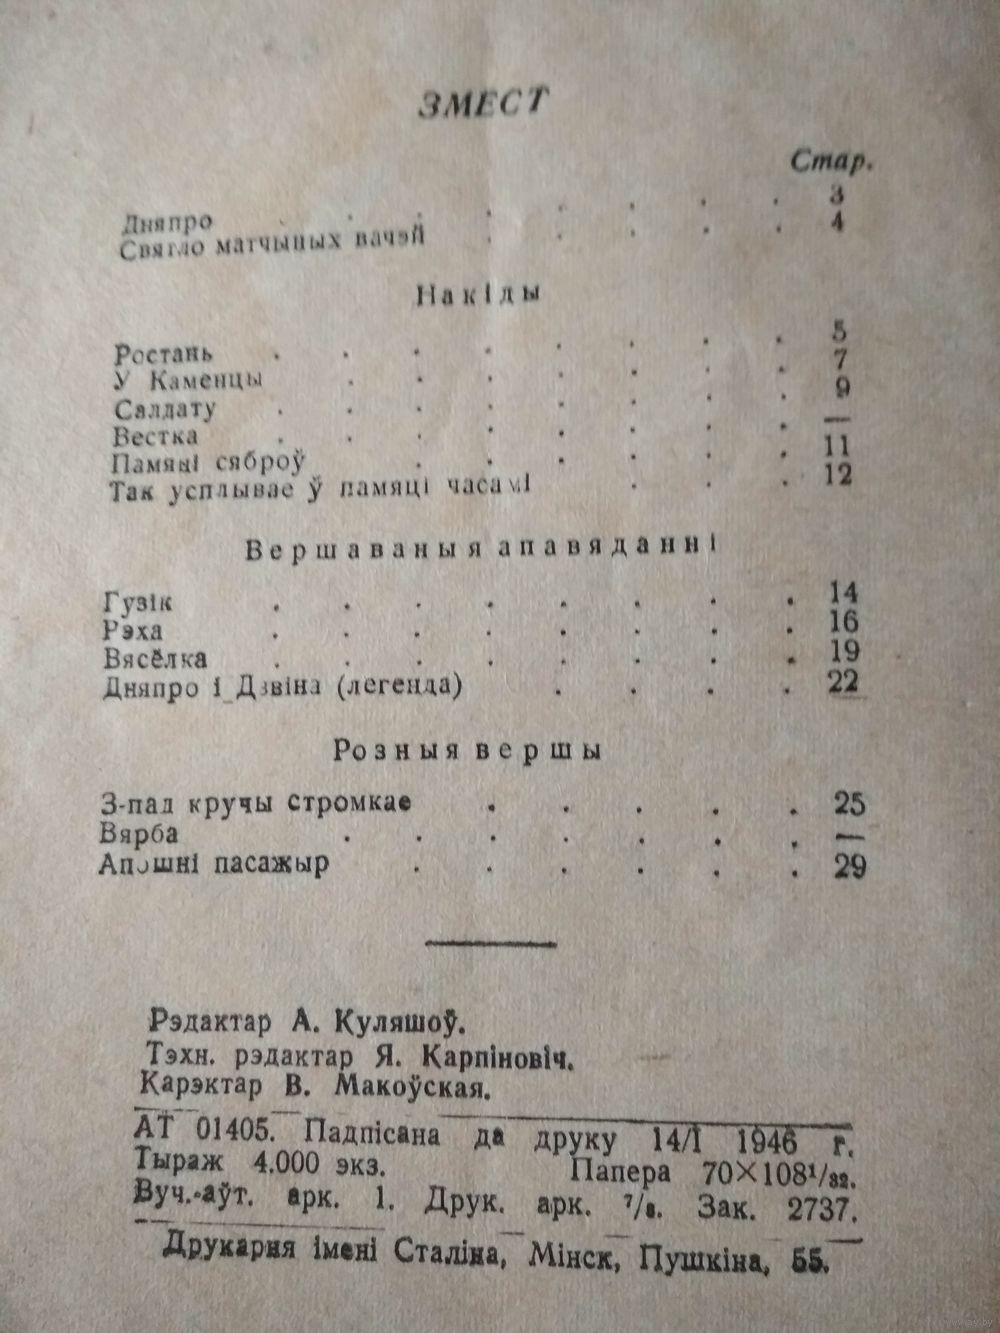 ЗМЕСТ
Стар.
Дняпро . . . . . . . . 3
Святло матчыных вачэй . . . . . 4
Накіды
Ростань . . . . . . . . 5
У Каменцы . . . . . . . 7
Салдату . . . . . . . . 9
Вестка . . . . . . . . —
Памяці сяброў . . . . . . 11
Так усплывае ў памяці часамі . . . 12
Вершаваныя апавяданні
Гузік . . . . . . . . 14
Рэха . . . . . . . . 16
Вясёлка . . . . . . . . 19
Дняпро і Дзвіна (легенда) . . . . 22
Розныя вершы
З-пад кручы стромкае . . . . . 25
Вярба . . . . . . . —
Апошні пасажыр . . . . . . 29
Рэдактар А. Куляшоў.
Тэхн. рэдактар Я. Карпіновіч.
Карэктар В. Макоўская.
АТ 01405. Падпісана да друку 14/І 1946 г.
Тыраж 4.000 экз. Папера 70×108¹/₃₂.
Вуч.-аўт. арк. 1. Друк. арк. ⁷/₈. Зак. 2737.
Друкарня імені Сталіна, Мінск, Пушкіна, 55.